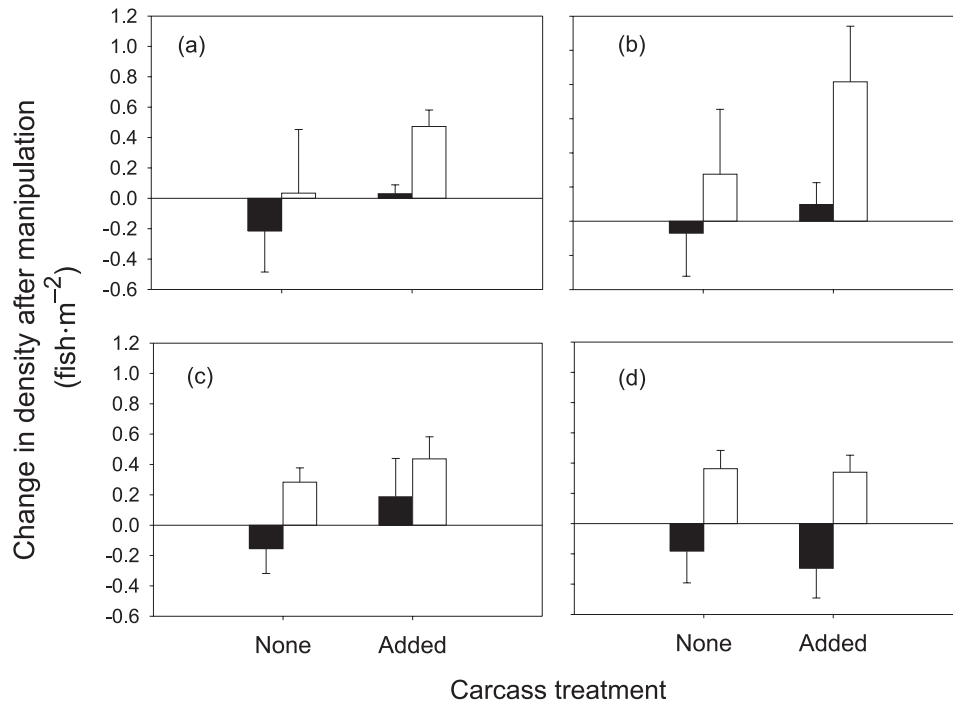 Change in density after manipulation
(fish·m⁻²)
1.2
1.0
0.8
0.6
0.4
0.2
0.0
-0.2
-0.4
-0.6
(a)
(b)
1.2
1.0
0.8
0.6
0.4
0.2
0.0
-0.2
-0.4
-0.6
(c)
(d)
None
Added
None
Added
Carcass treatment